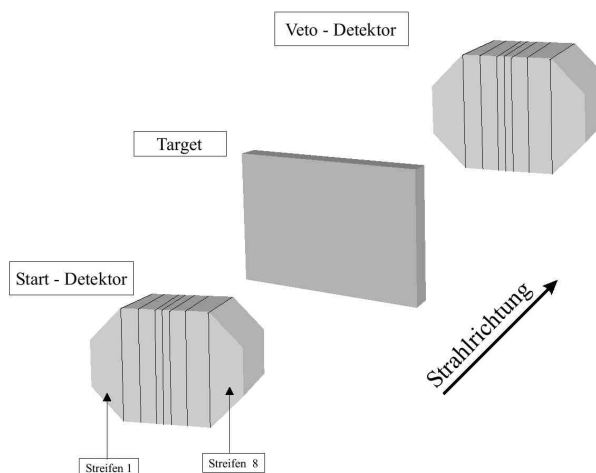 Veto - Detektor
Target
Start - Detektor
Strahlrichtung
Streifen 1
Streifen 8